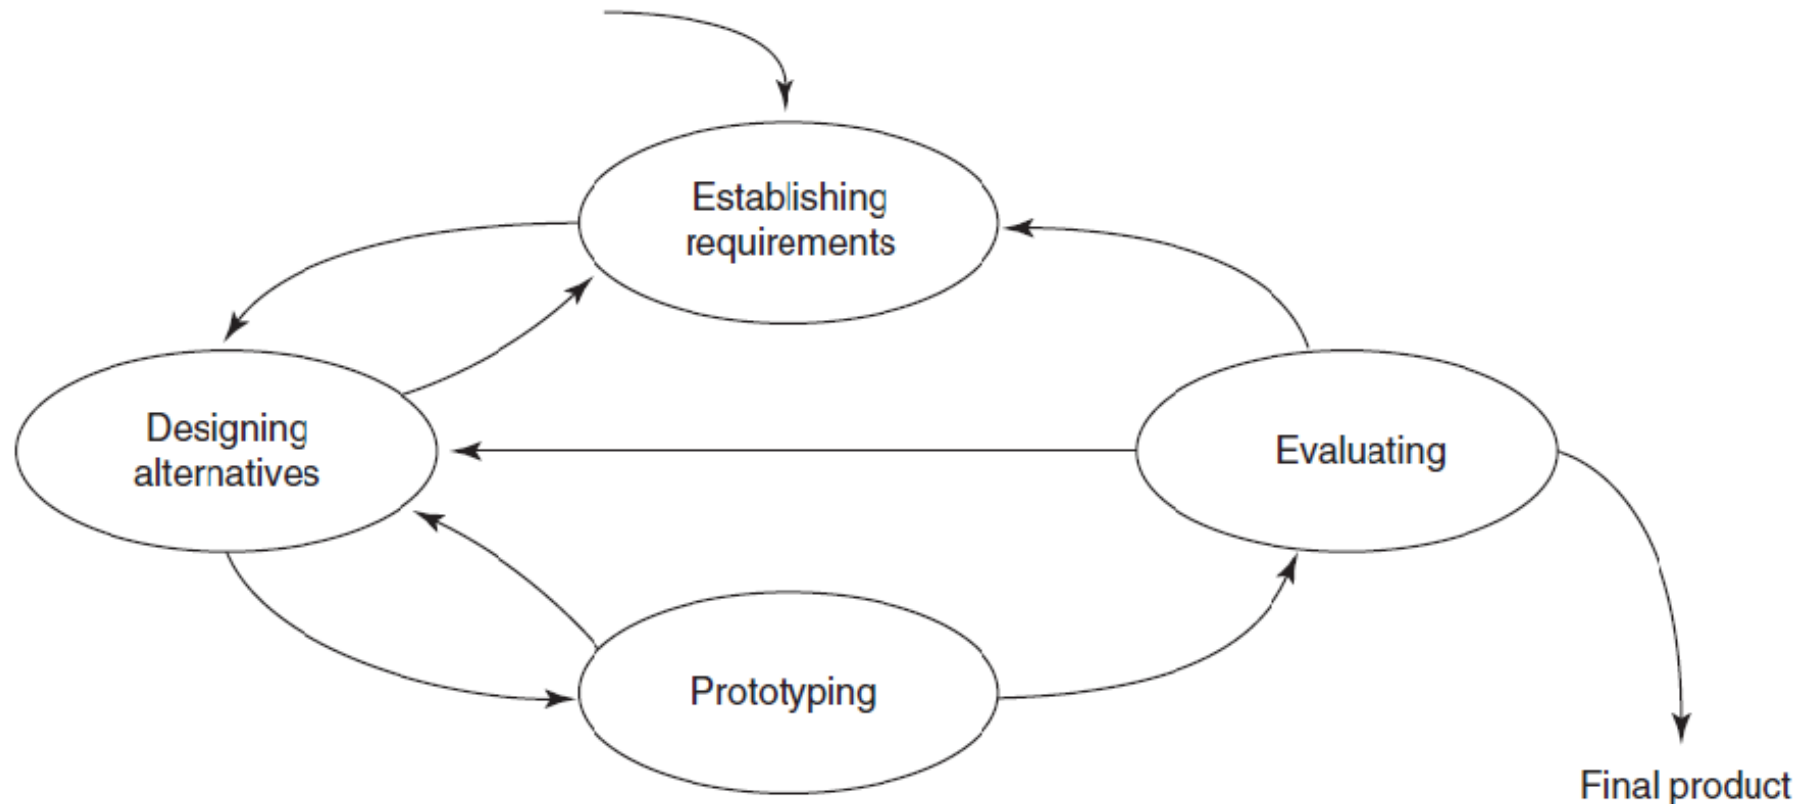 Establishing
requirements
Designing
alternatives
Evaluating
Prototyping
Final product